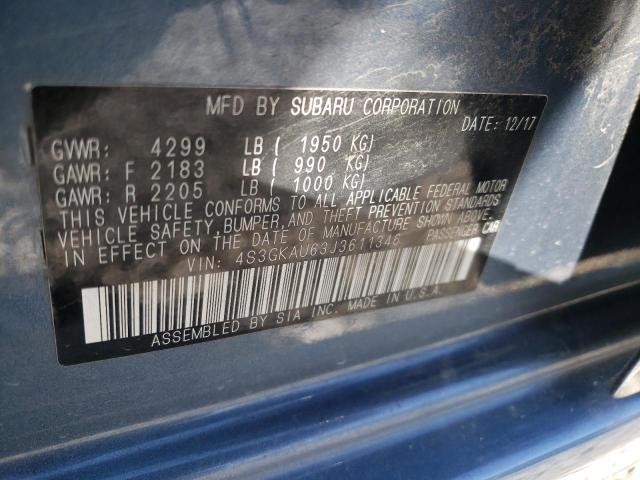 MFD BY SUBARU CORPORATION
DATE: 12/17
GVWR: 4299 LB ( 1950 KG)
GAWR: F 2183 LB ( 990 KG)
GAWR: R 2205 LB ( 1000 KG)
THIS VEHICLE CONFORMS TO ALL APPLICABLE FEDERAL MOTOR
VEHICLE SAFETY, BUMPER, AND THEFT PREVENTION STANDARDS
IN EFFECT ON THE DATE OF MANUFACTURE SHOWN ABOVE.
VIN: 4S3GKAU63J3611346 PASSENGER CAR
ASSEMBLED BY SIA INC. MADE IN U.S.A.